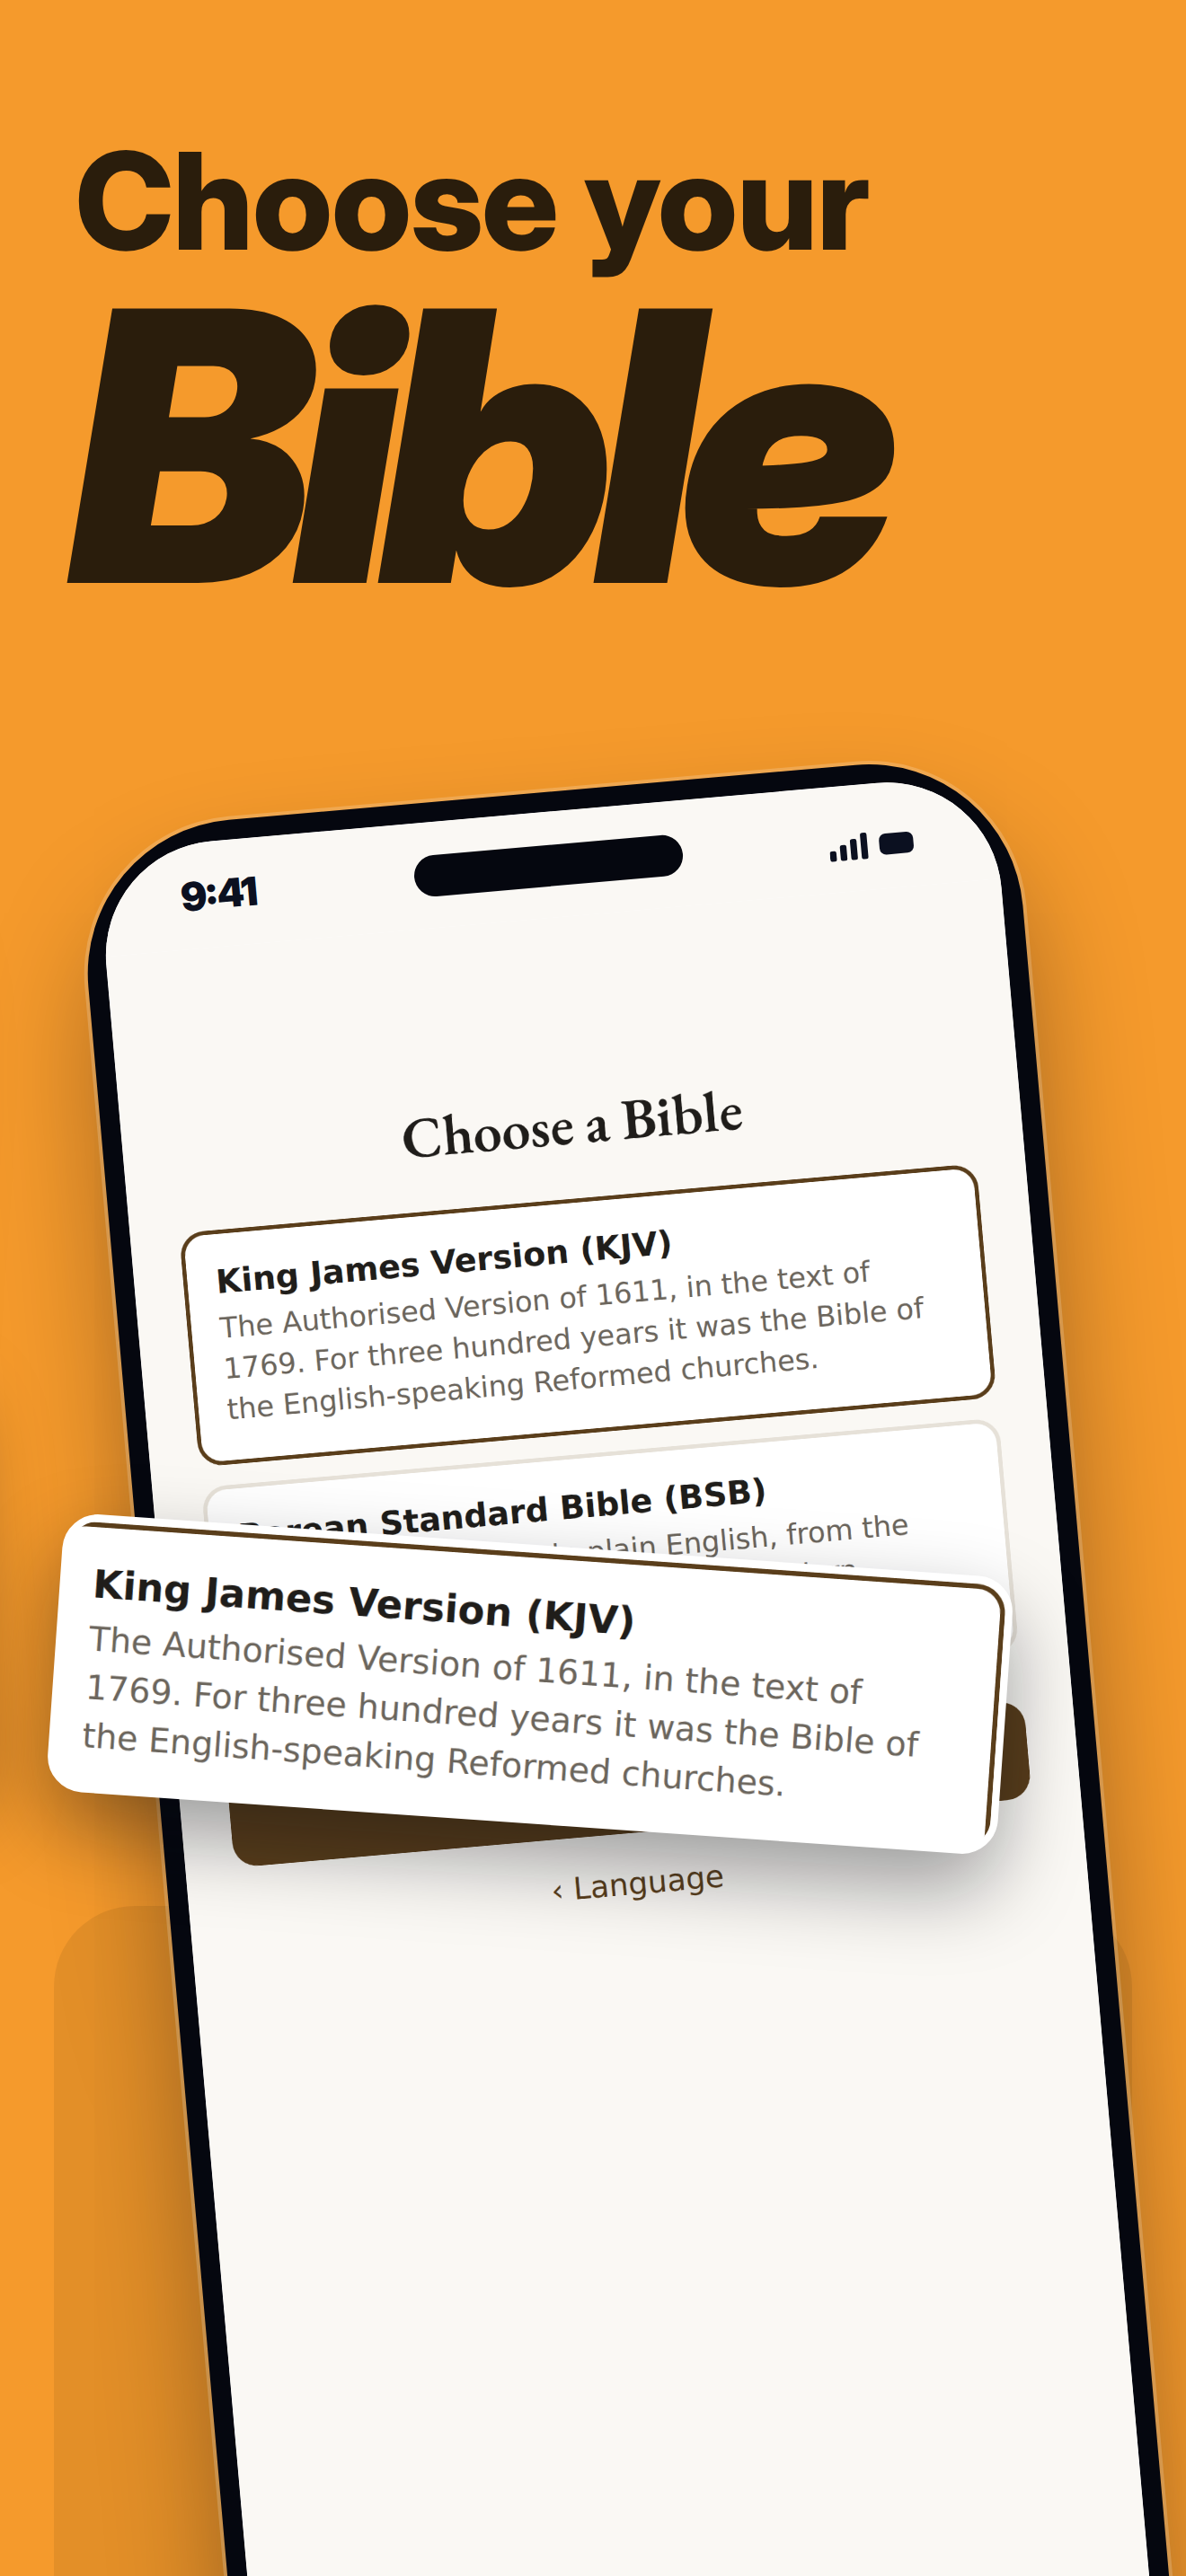 Choose your
Bible
9:41
Choose a Bible
King James Version (KJV)
The Authorised Version of 1611, in the text of
1769. For three hundred years it was the Bible of
the English-speaking Reformed churches.
Standard Bible (BSB)
plain English, from the
King James Version (KJV)
The Authorised Version of 1611, in the text of
1769. For three hundred years it was the Bible of
the English-speaking Reformed churches.
‹ Language